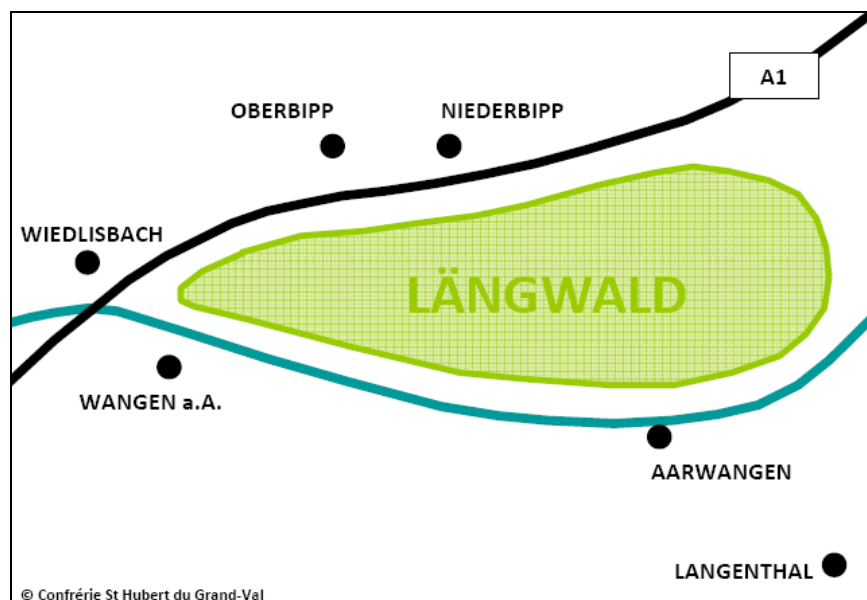 A1
OBERBIPP
NIEDERBIPP
WIEDLISBACH
LÄNGWALD
WANGEN a.A.
AARWANGEN
LANGENTHAL
© Confrérie St Hubert du Grand-Val